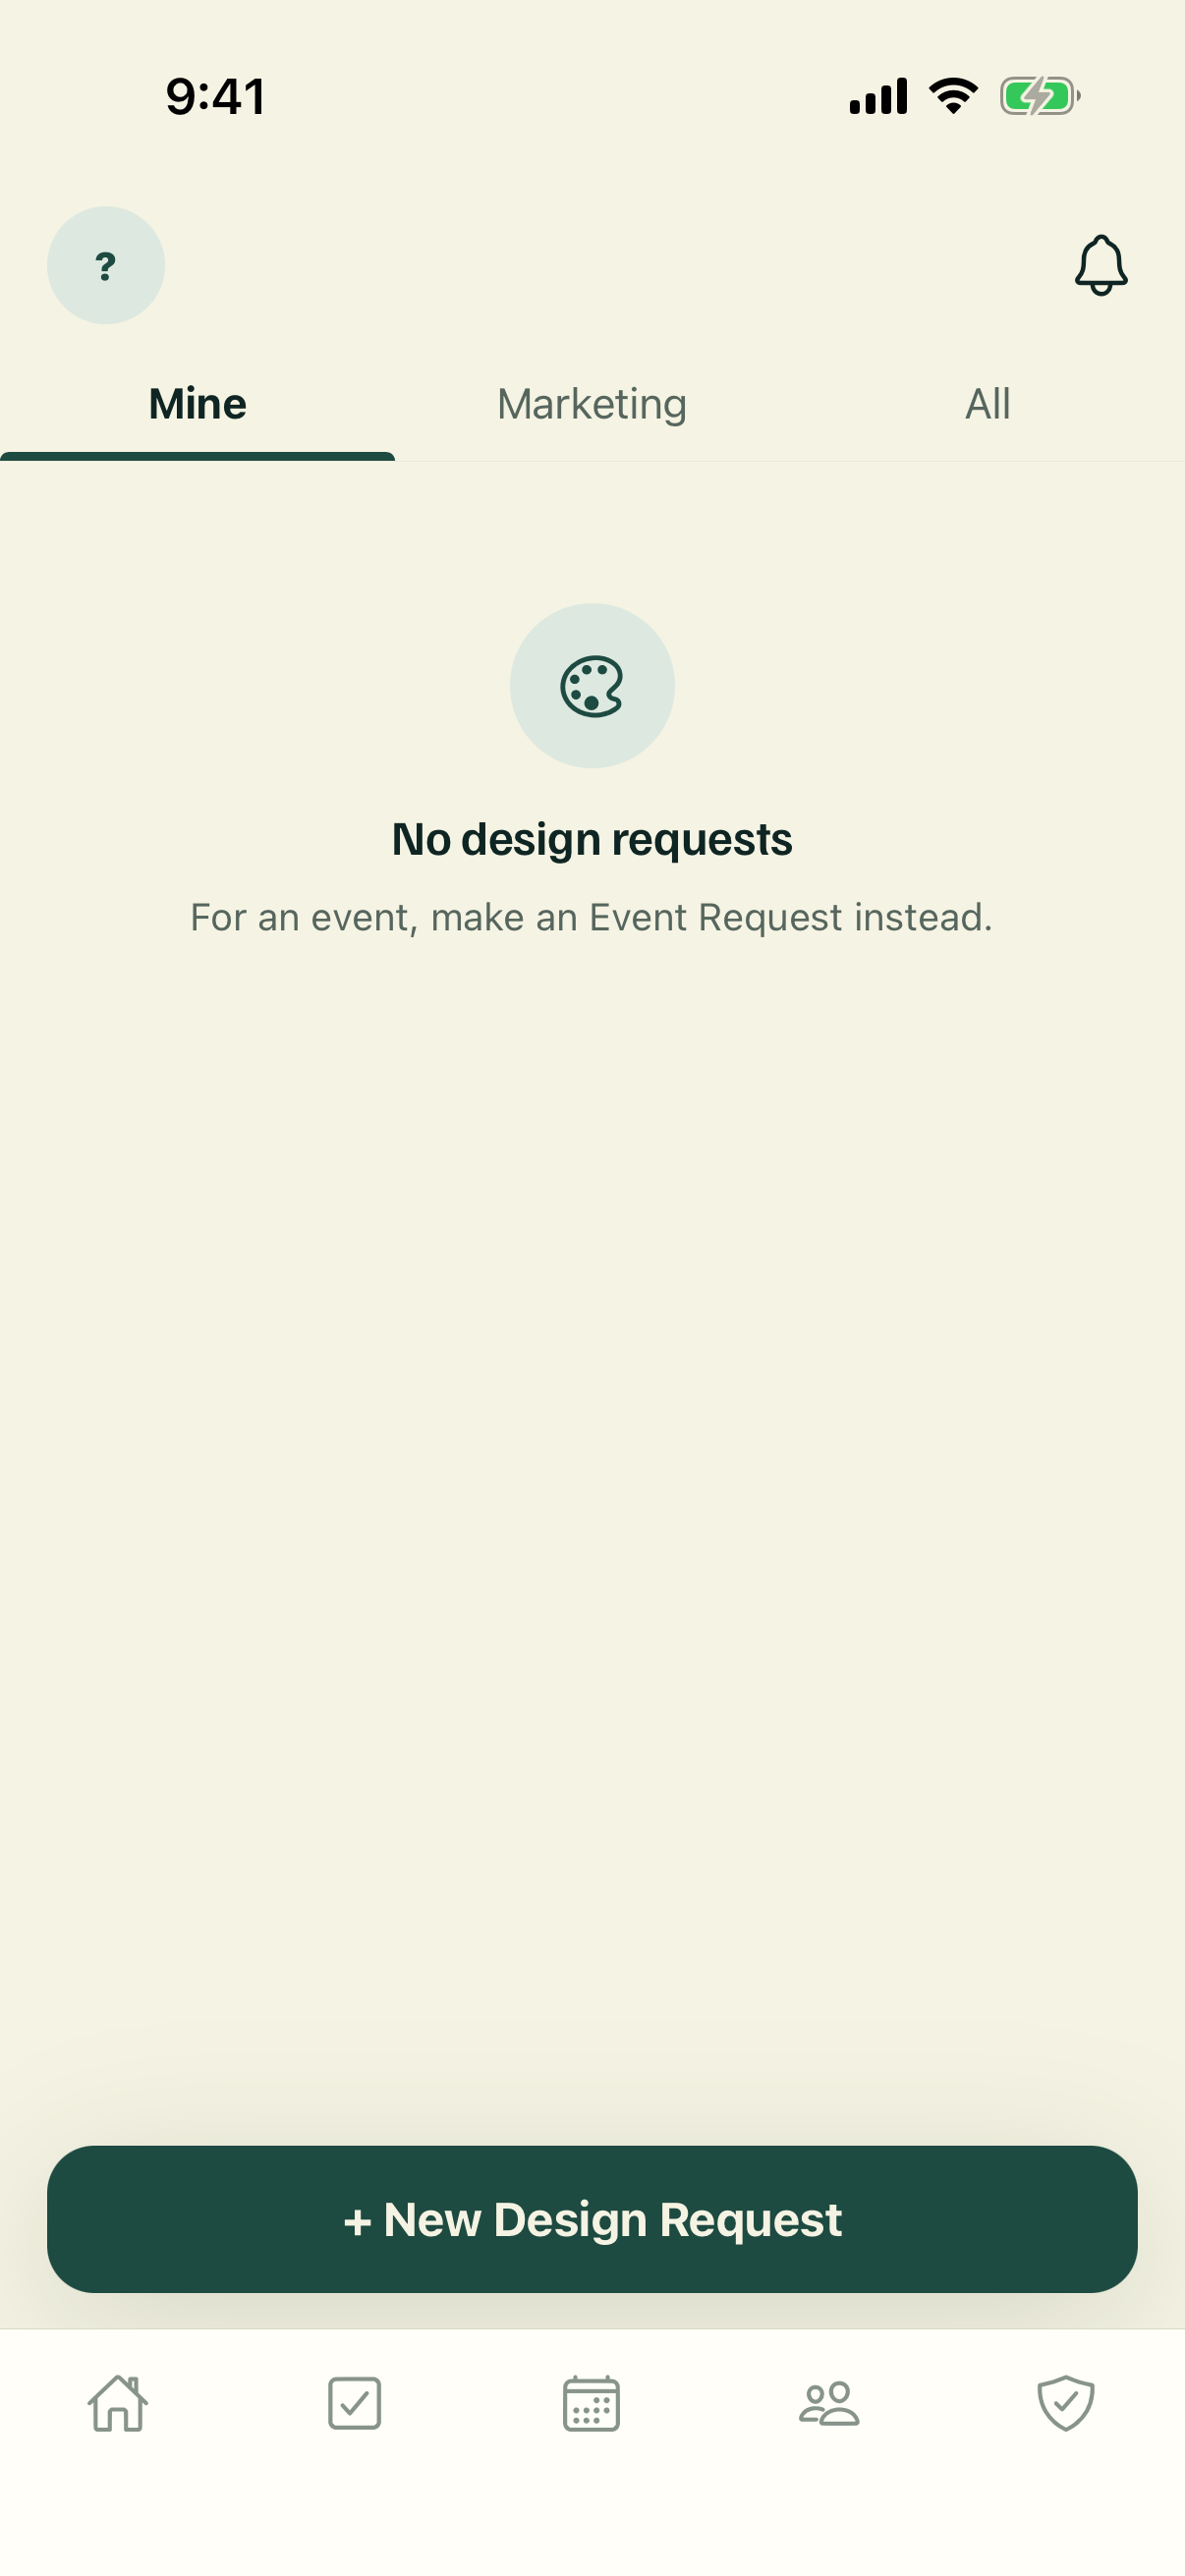 9:41
?
Mine Marketing All
No design requests
For an event, make an Event Request instead.
+ New Design Request